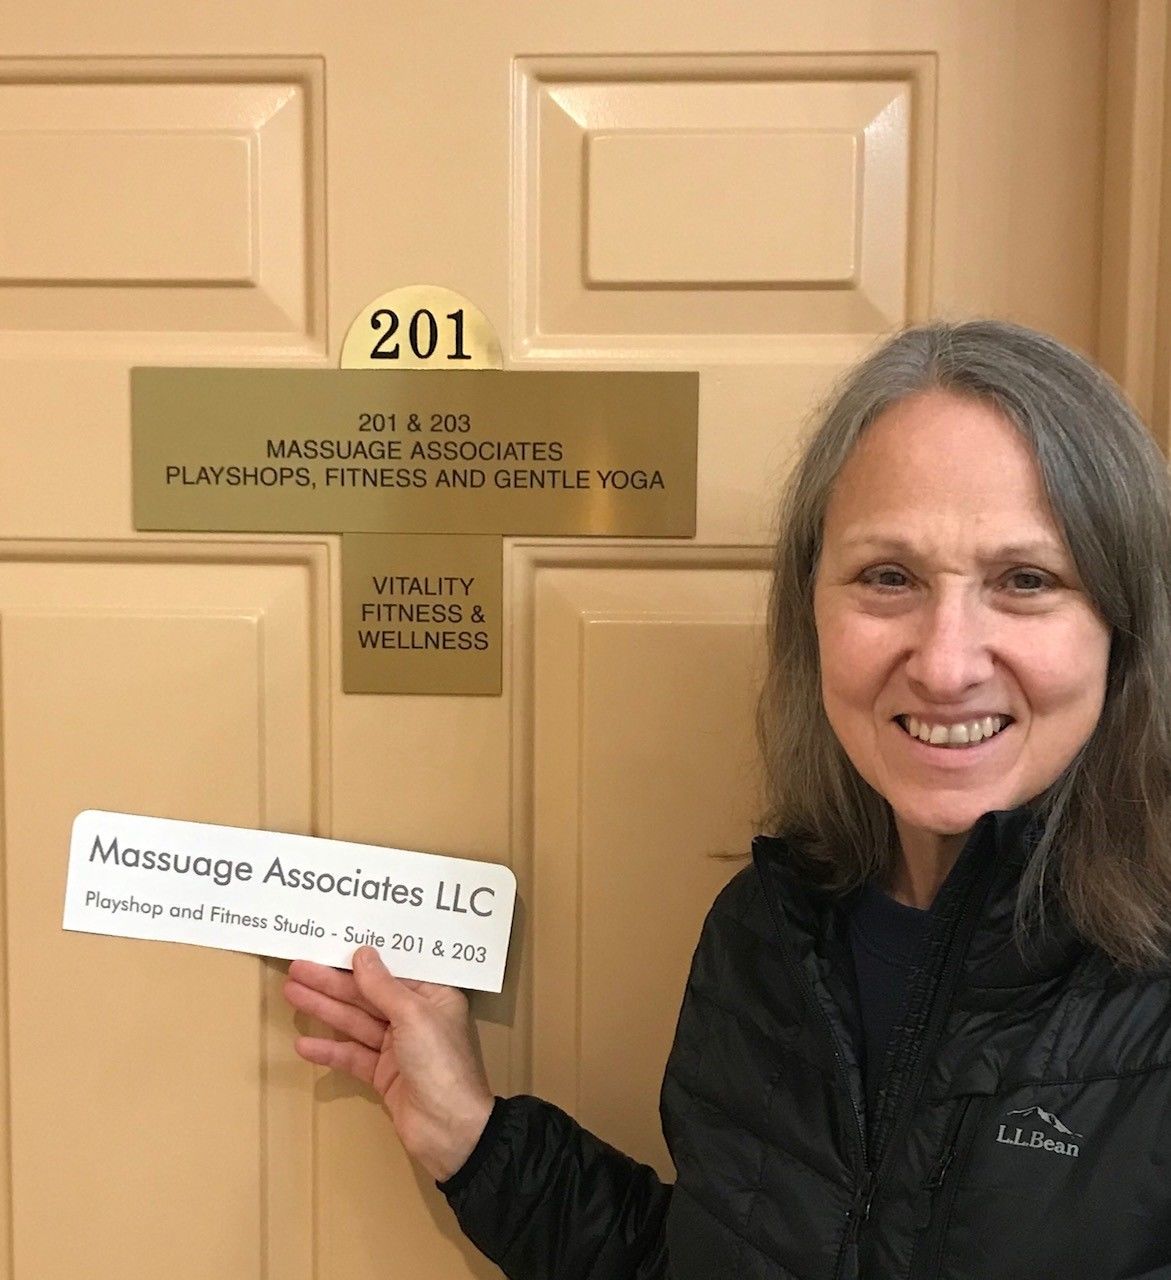 201
201 & 203
MASSUAGE ASSOCIATES
PLAYSHOPS, FITNESS AND GENTLE YOGA
VITALITY
FITNESS &
WELLNESS
Massuage Associates LLC
Playshop and Fitness Studio - Suite 201 & 203
L.L.Bean